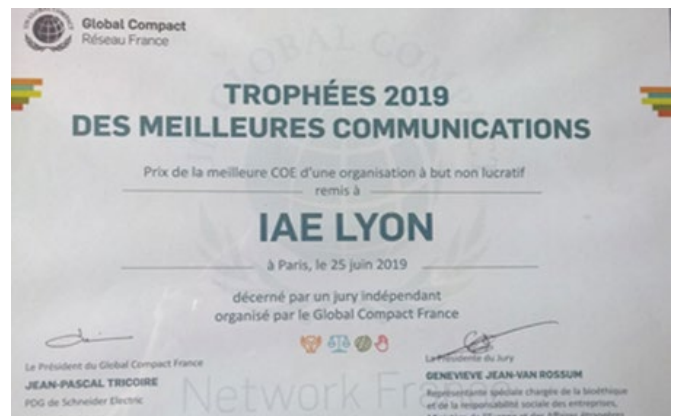 Global Compact
Réseau France
TROPHÉES 2019
DES MEILLEURES COMMUNICATIONS
Prix de la meilleure COE d'une organisation à but non lucratif
remis à
IAE LYON
à Paris, le 25 juin 2019
décerné par un jury indépendant
organisé par le Global Compact France
Le Président du Global Compact France
JEAN-PASCAL TRICOIRE
PDG de Schneider Electric
La Présidente du Jury
GENEVIEVE JEAN-VAN ROSSUM
Représentante spéciale chargée de la bioéthique
et de la responsabilité sociale des entreprises,
Network France